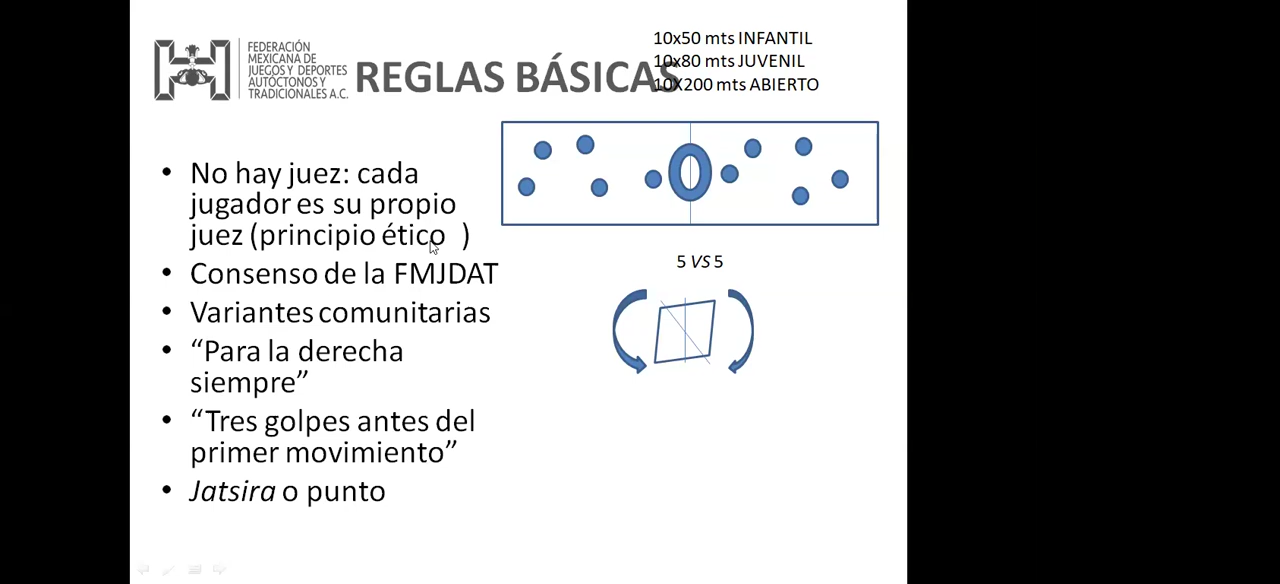 FEDERACIÓN
MEXICANA DE
JUEGOS Y DEPORTES
AUTÓCTONOS Y
TRADICIONALES A.C.
REGLAS BÁSICAS
10x50 mts INFANTIL
10x80 mts JUVENIL
10X200 mts ABIERTO
• No hay juez: cada
jugador es su propio
juez (principio ético )
• Consenso de la FMJDAT
• Variantes comunitarias
• “Para la derecha
siempre”
• “Tres golpes antes del
primer movimiento”
• Jatsira o punto
5 VS 5